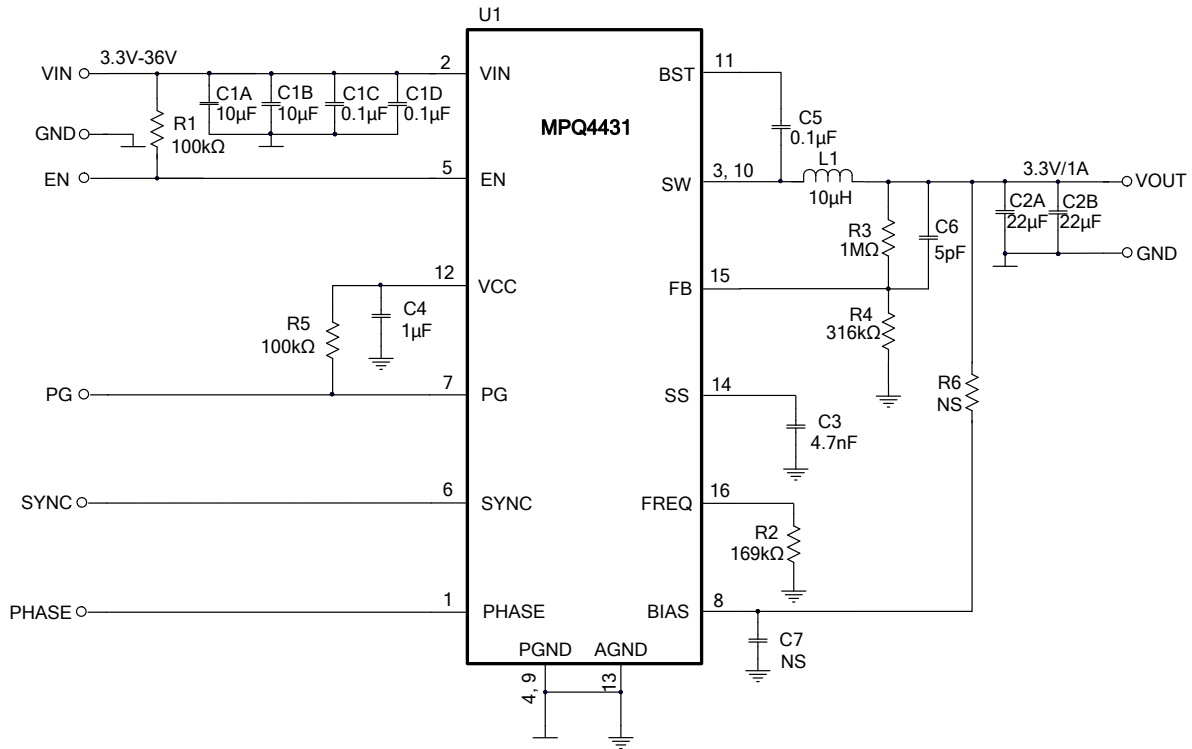 U1
VIN
3.3V-36V
2
VIN
BST
11
C1A
10µF
C1B
10µF
C1C
0.1µF
C1D
0.1µF
GND
R1
100kΩ
MPQ4431
C5
0.1µF
EN
5
EN
SW
3, 10
L1
10µH
3.3V/1A
VOUT
C2A
22µF
C2B
22µF
R3
1MΩ
C6
5pF
GND
12
VCC
FB
15
C4
1µF
R5
100kΩ
R4
316kΩ
PG
7
PG
SS
14
R6
NS
C3
4.7nF
SYNC
6
SYNC
FREQ
16
R2
169kΩ
PHASE
1
PHASE
BIAS
8
C7
NS
PGND
AGND
4, 9
13